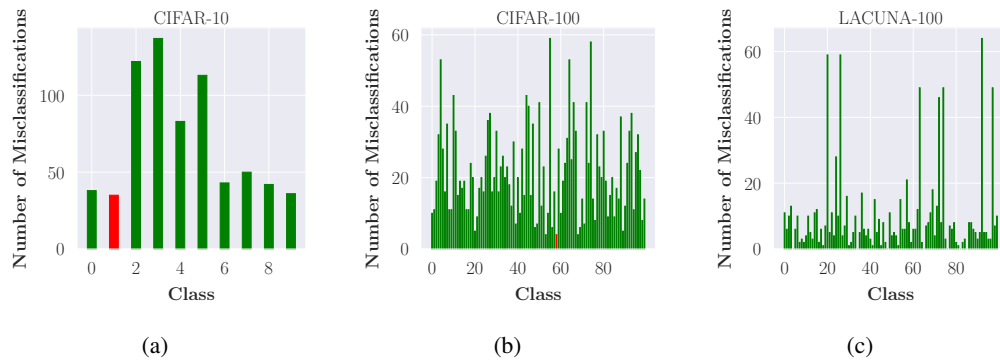 CIFAR-10
Number of Misclassifications
100
50
0
0 2 4 6 8
Class
(a)
CIFAR-100
Number of Misclassifications
60
40
20
0
0 20 40 60 80
Class
(b)
LACUNA-100
Number of Misclassifications
60
40
20
0
0 20 40 60 80
Class
(c)